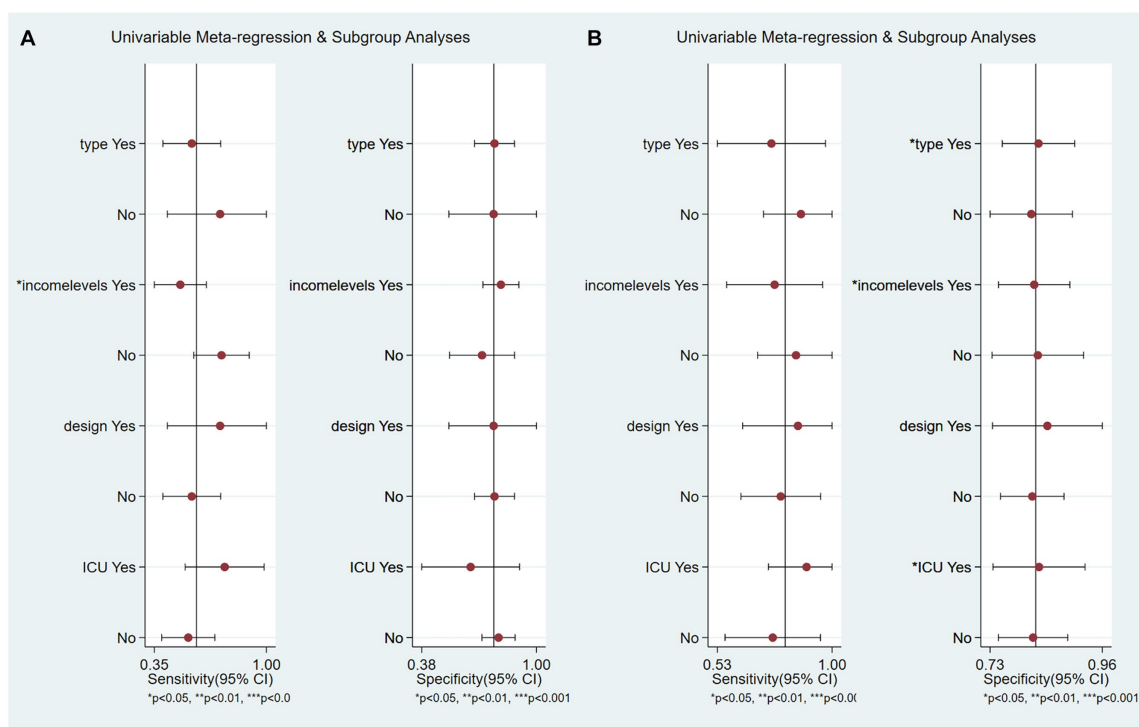 A
Univariable Meta-regression & Subgroup Analyses
type Yes
No
*incomelevels Yes
No
design Yes
No
ICU Yes
No
0.35 1.00
Sensitivity(95% CI)
*p<0.05, **p<0.01, ***p<0.0
type Yes
No
incomelevels Yes
No
design Yes
No
ICU Yes
No
0.38 1.00
Specificity(95% CI)
*p<0.05, **p<0.01, ***p<0.001
B
Univariable Meta-regression & Subgroup Analyses
type Yes
No
incomelevels Yes
No
design Yes
No
ICU Yes
No
0.53 1.00
Sensitivity(95% CI)
*p<0.05, **p<0.01, ***p<0.00
*type Yes
No
*incomelevels Yes
No
design Yes
No
*ICU Yes
No
0.73 0.96
Specificity(95% CI)
*p<0.05, **p<0.01, ***p<0.001